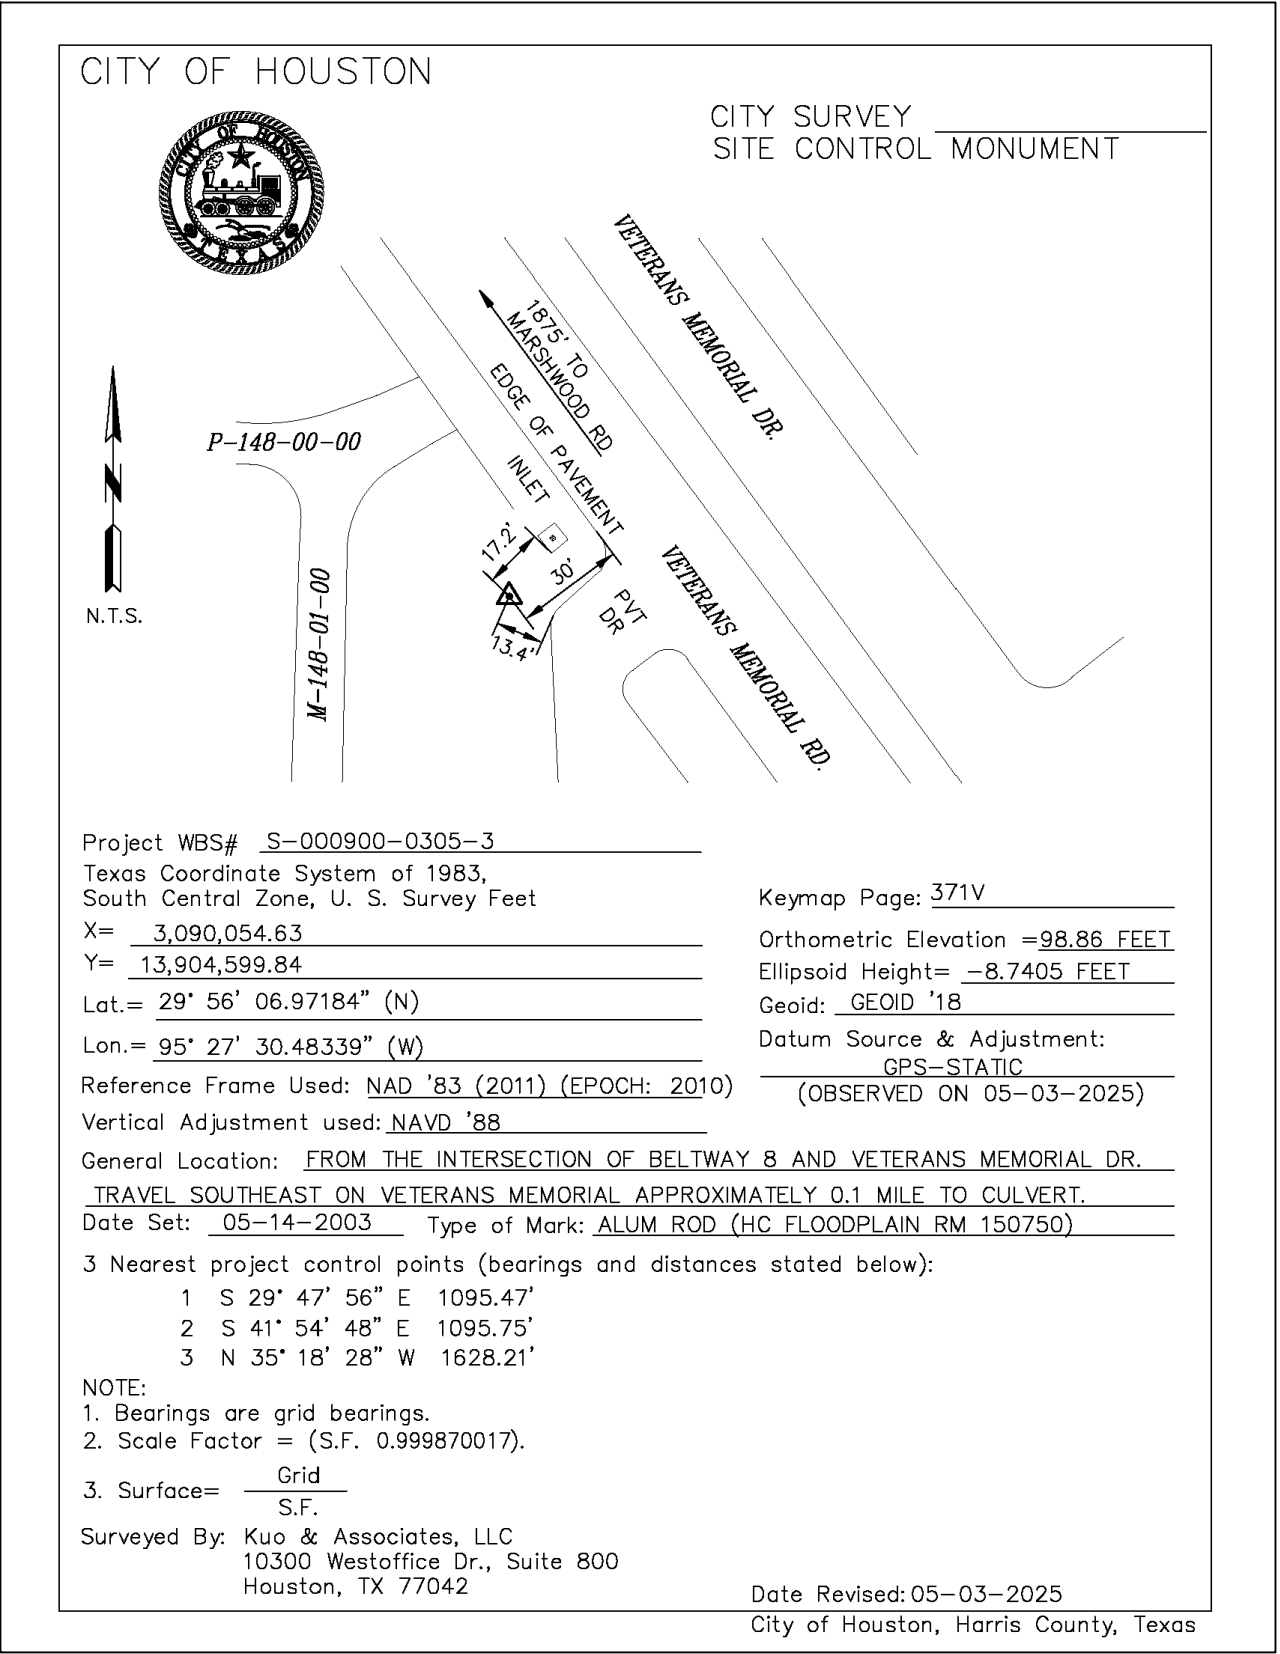 CITY OF HOUSTON
CITY SURVEY
SITE CONTROL MONUMENT
CITY OF HOUSTON
TEXAS
VETERANS MEMORIAL DR.
1875' TO
MARSHWOOD RD
EDGE OF PAVEMENT
INLET
P-148-00-00
N
N.T.S.
M-148-01-00
17.2'
30'
13.4'
PVT
DR
VETERANS MEMORIAL RD.
Project WBS# S-000900-0305-3
Texas Coordinate System of 1983,
South Central Zone, U. S. Survey Feet
X= 3,090,054.63
Y= 13,904,599.84
Lat.= 29° 56' 06.97184" (N)
Lon.= 95° 27' 30.48339" (W)
Reference Frame Used: NAD '83 (2011) (EPOCH: 2010)
Vertical Adjustment used: NAVD '88
Keymap Page: 371V
Orthometric Elevation =98.86 FEET
Ellipsoid Height= -8.7405 FEET
Geoid: GEOID '18
Datum Source & Adjustment:
GPS-STATIC
(OBSERVED ON 05-03-2025)
General Location: FROM THE INTERSECTION OF BELTWAY 8 AND VETERANS MEMORIAL DR.
TRAVEL SOUTHEAST ON VETERANS MEMORIAL APPROXIMATELY 0.1 MILE TO CULVERT.
Date Set: 05-14-2003 Type of Mark: ALUM ROD (HC FLOODPLAIN RM 150750)
3 Nearest project control points (bearings and distances stated below):
1 S 29° 47' 56" E 1095.47'
2 S 41° 54' 48" E 1095.75'
3 N 35° 18' 28" W 1628.21'
NOTE:
1. Bearings are grid bearings.
2. Scale Factor = (S.F. 0.999870017).
3. Surface= Grid
S.F.
Surveyed By: Kuo & Associates, LLC
10300 Westoffice Dr., Suite 800
Houston, TX 77042
Date Revised: 05-03-2025
City of Houston, Harris County, Texas